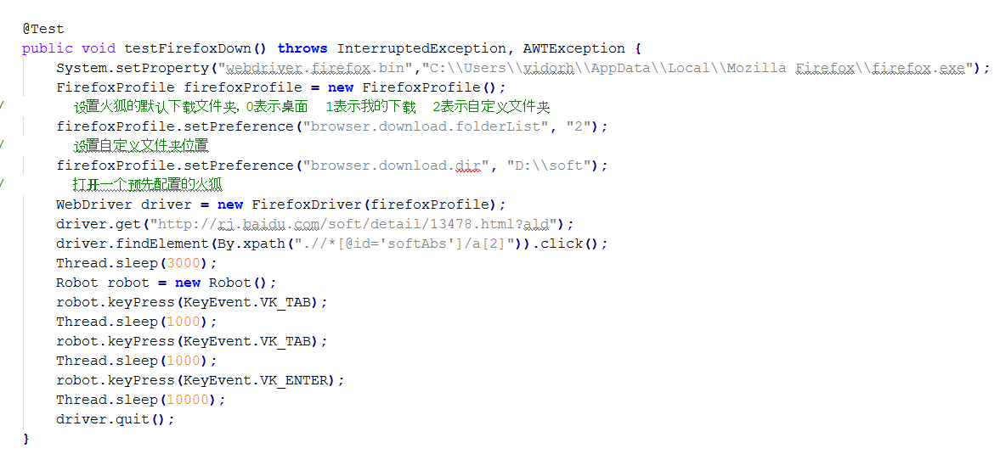 @Test
public void testFirefoxDown() throws InterruptedException, AWTException {
System.setProperty("webdriver.firefox.bin","C:\\Users\\vidorh\\AppData\\Local\\Mozilla Firefox\\firefox.exe");
FirefoxProfile firefoxProfile = new FirefoxProfile();
/ 设置火狐的默认下载文件夹,0表示桌面 1表示我的下载 2表示自定义文件夹
firefoxProfile.setPreference("browser.download.folderList", "2");
/ 设置自定义文件夹位置
firefoxProfile.setPreference("browser.download.dir", "D:\\soft");
/ 打开一个预先配置的火狐
WebDriver driver = new FirefoxDriver(firefoxProfile);
driver.get("http://rj.baidu.com/soft/detail/13478.html?ald");
driver.findElement(By.xpath(".//*[@id='softAbs']/a[2]")).click();
Thread.sleep(3000);
Robot robot = new Robot();
robot.keyPress(KeyEvent.VK_TAB);
Thread.sleep(1000);
robot.keyPress(KeyEvent.VK_TAB);
Thread.sleep(1000);
robot.keyPress(KeyEvent.VK_ENTER);
Thread.sleep(10000);
driver.quit();
}